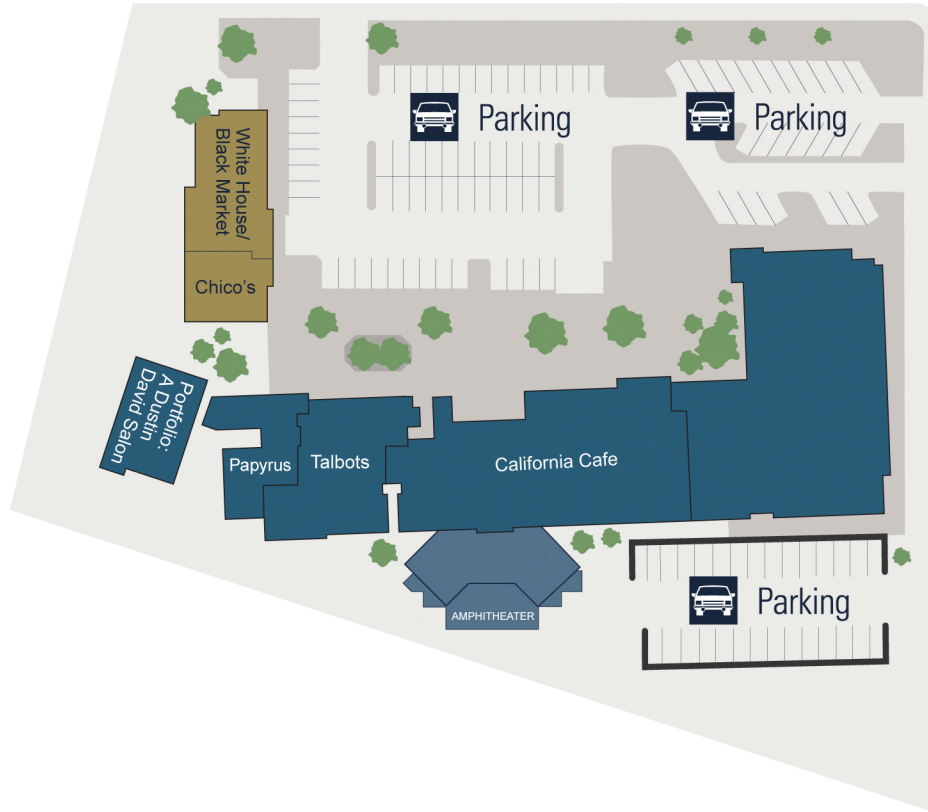 Parking
Parking
White House/
Black Market
Chico's
Portfolio:
A Dustin
David Salon
Papyrus
Talbots
California Cafe
Parking
AMPHITHEATER